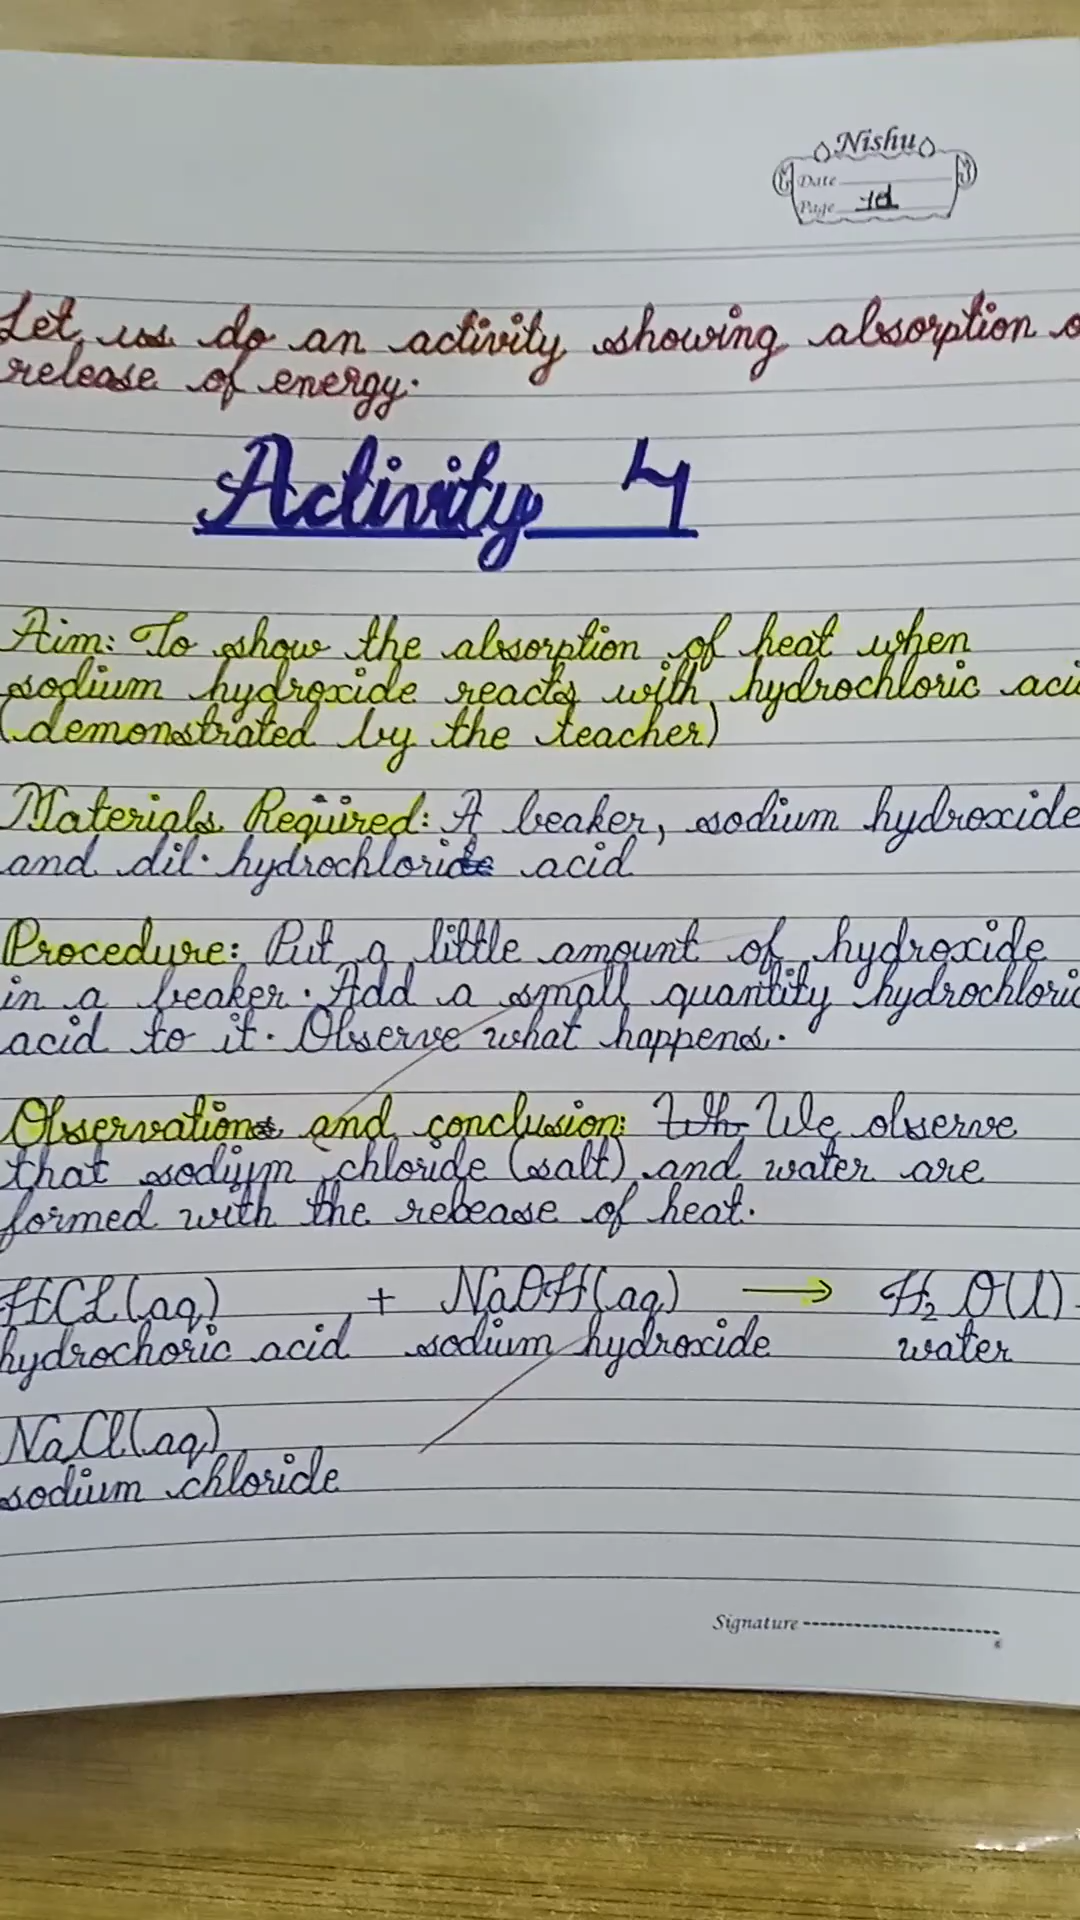 Nishu
Date
Page
Let us do an activity showing absorption
release of energy.
Activity 4
Aim: To show the absorption of heat when
sodium hydroxide reacts with hydrochloric aci
(demonstrated by the teacher)
Materials Required: A beaker, sodium hydroxide
and dil. hydrochloric acid
Procedure: Put a little amount of hydroxide
in a beaker. Add a small quantity hydrochloric
acid to it. Observe what happens.
Observations and conclusion: We observe
that sodium chloride (salt) and water are
formed with the rebease of heat.
HCl(aq) + NaOH(aq) → H₂O(l)
hydrochoric acid sodium hydroxide water
NaCl(aq)
sodium chloride
Signature